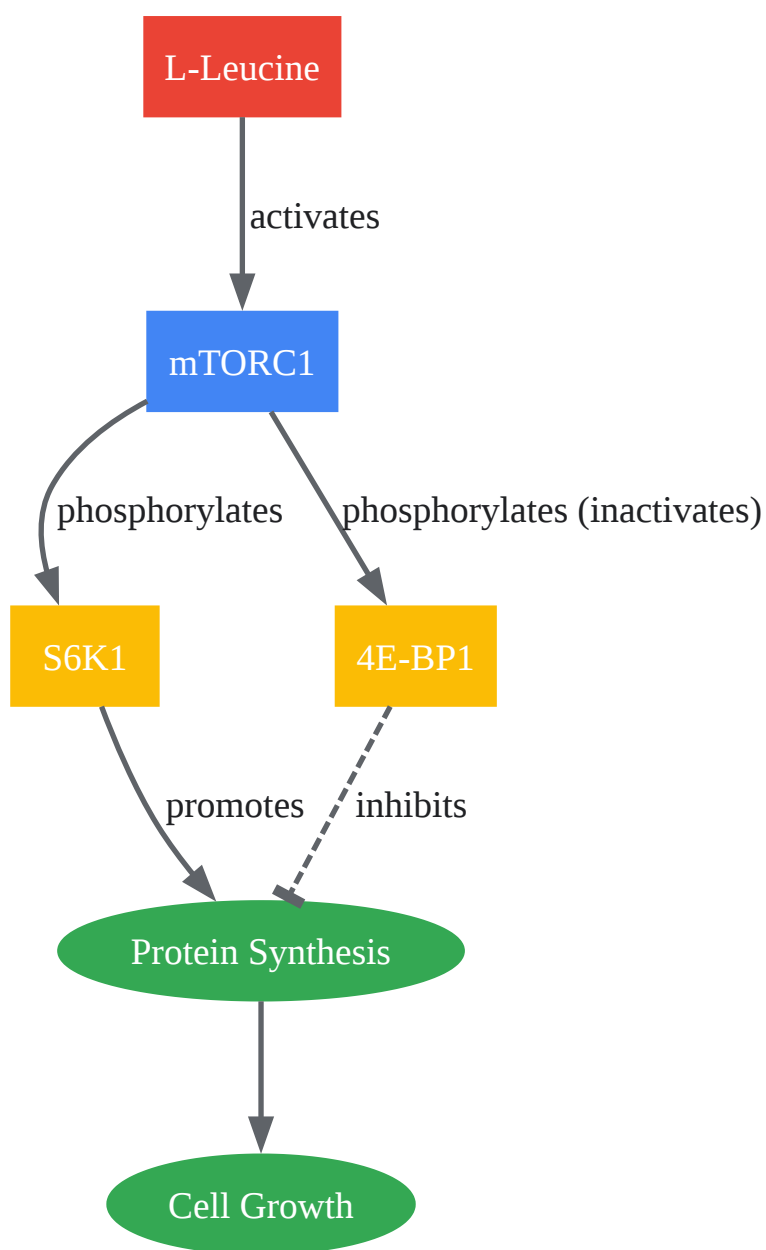 L-Leucine
activates
mTORC1
phosphorylates
phosphorylates (inactivates)
S6K1
4E-BP1
promotes
inhibits
Protein Synthesis
Cell Growth